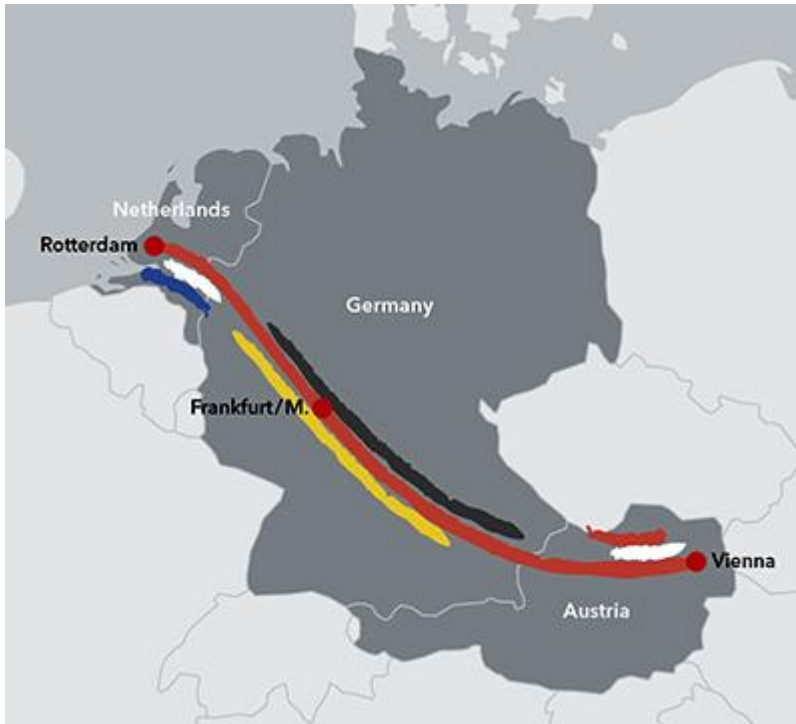 Netherlands
Rotterdam
Germany
Frankfurt/M.
Vienna
Austria